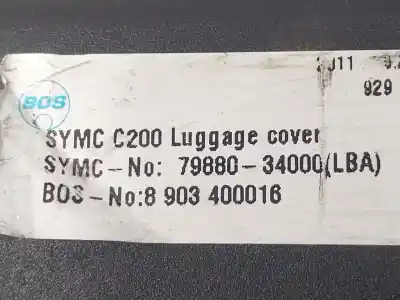 2011
929
BOS
SYMC C200 Luggage cover
SYMC-No: 79880-34000(LBA)
BOS-No:8 903 400016